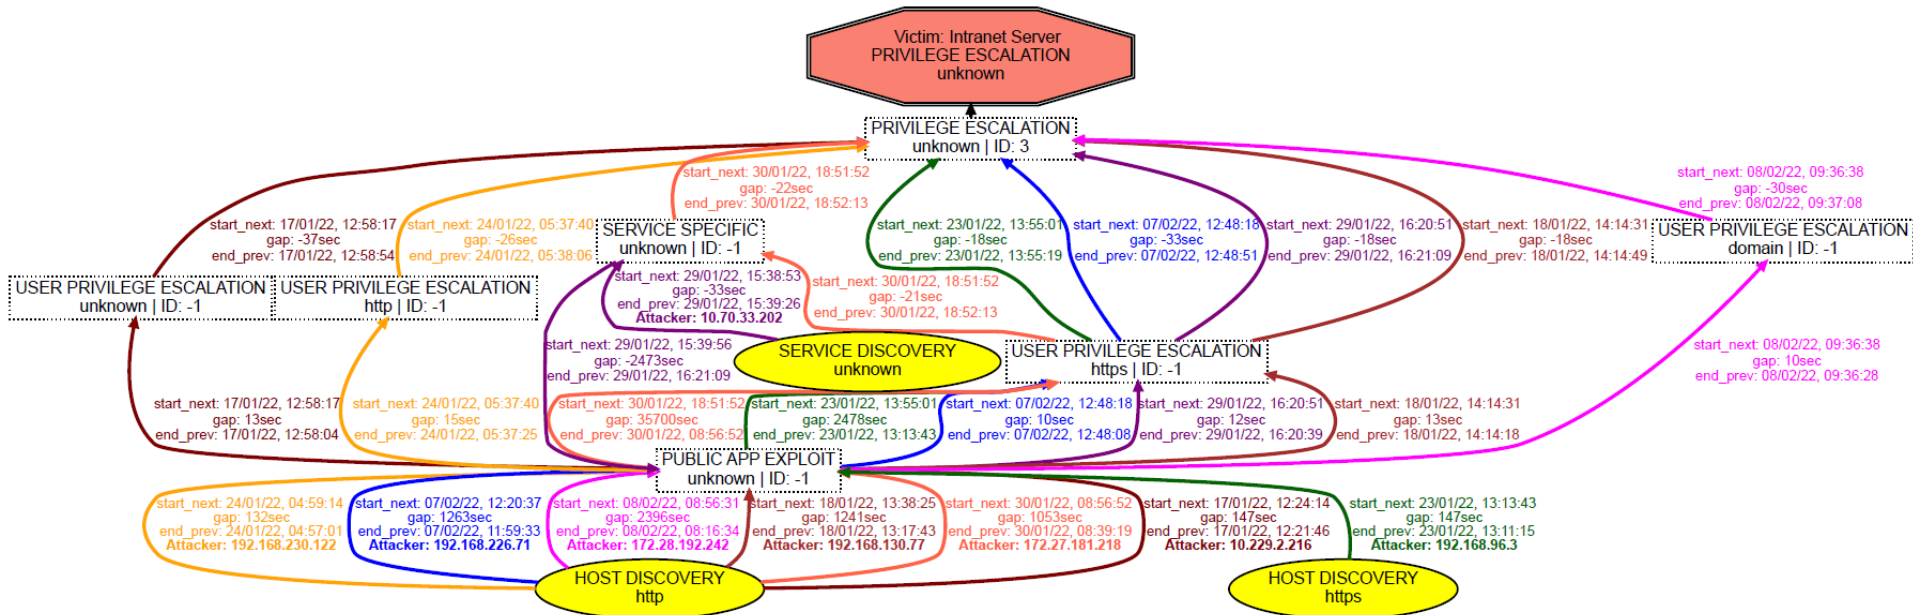 Victim: Intranet Server
PRIVILEGE ESCALATION
unknown
PRIVILEGE ESCALATION
unknown | ID: 3
start_next: 30/01/22, 18:51:52
gap: -22sec
end_prev: 30/01/22, 18:52:13
start_next: 08/02/22, 09:36:38
gap: -30sec
end_prev: 08/02/22, 09:37:08
start_next: 17/01/22, 12:58:17
gap: -37sec
end_prev: 17/01/22, 12:58:54
start_next: 24/01/22, 05:37:40
gap: -26sec
end_prev: 24/01/22, 05:38:06
SERVICE SPECIFIC
unknown | ID: -1
start_next: 23/01/22, 13:55:01
gap: -18sec
end_prev: 23/01/22, 13:55:19
start_next: 07/02/22, 12:48:18
gap: -33sec
end_prev: 07/02/22, 12:48:51
start_next: 29/01/22, 16:20:51
gap: -18sec
end_prev: 29/01/22, 16:21:09
start_next: 18/01/22, 14:14:31
gap: -18sec
end_prev: 18/01/22, 14:14:49
USER PRIVILEGE ESCALATION
domain | ID: -1
USER PRIVILEGE ESCALATION
unknown | ID: -1
USER PRIVILEGE ESCALATION
http | ID: -1
start_next: 29/01/22, 15:38:53
gap: -33sec
end_prev: 29/01/22, 15:39:26
Attacker: 10.70.33.202
start_next: 30/01/22, 18:51:52
gap: -21sec
end_prev: 30/01/22, 18:52:13
start_next: 29/01/22, 15:39:56
gap: -2473sec
end_prev: 29/01/22, 16:21:09
SERVICE DISCOVERY
unknown
USER PRIVILEGE ESCALATION
https | ID: -1
start_next: 08/02/22, 09:36:38
gap: 10sec
end_prev: 08/02/22, 09:36:28
start_next: 17/01/22, 12:58:17
gap: 13sec
end_prev: 17/01/22, 12:58:04
start_next: 24/01/22, 05:37:40
gap: 15sec
end_prev: 24/01/22, 05:37:25
start_next: 30/01/22, 18:51:52
gap: 35700sec
end_prev: 30/01/22, 08:56:52
start_next: 23/01/22, 13:55:01
gap: 2478sec
end_prev: 23/01/22, 13:13:43
start_next: 07/02/22, 12:48:18
gap: 10sec
end_prev: 07/02/22, 12:48:08
start_next: 29/01/22, 16:20:51
gap: 12sec
end_prev: 29/01/22, 16:20:39
start_next: 18/01/22, 14:14:31
gap: 13sec
end_prev: 18/01/22, 14:14:18
PUBLIC APP EXPLOIT
unknown | ID: -1
start_next: 24/01/22, 04:59:14
gap: 132sec
end_prev: 24/01/22, 04:57:01
Attacker: 192.168.230.122
start_next: 07/02/22, 12:20:37
gap: 1263sec
end_prev: 07/02/22, 11:59:33
Attacker: 192.168.226.71
start_next: 08/02/22, 08:56:31
gap: 2396sec
end_prev: 08/02/22, 08:16:34
Attacker: 172.28.192.242
start_next: 18/01/22, 13:38:25
gap: 1241sec
end_prev: 18/01/22, 13:17:43
Attacker: 192.168.130.77
start_next: 30/01/22, 08:56:52
gap: 1053sec
end_prev: 30/01/22, 08:39:19
Attacker: 172.27.181.218
start_next: 17/01/22, 12:24:14
gap: 147sec
end_prev: 17/01/22, 12:21:46
Attacker: 10.229.2.216
start_next: 23/01/22, 13:13:43
gap: 147sec
end_prev: 23/01/22, 13:11:15
Attacker: 192.168.96.3
HOST DISCOVERY
http
HOST DISCOVERY
https